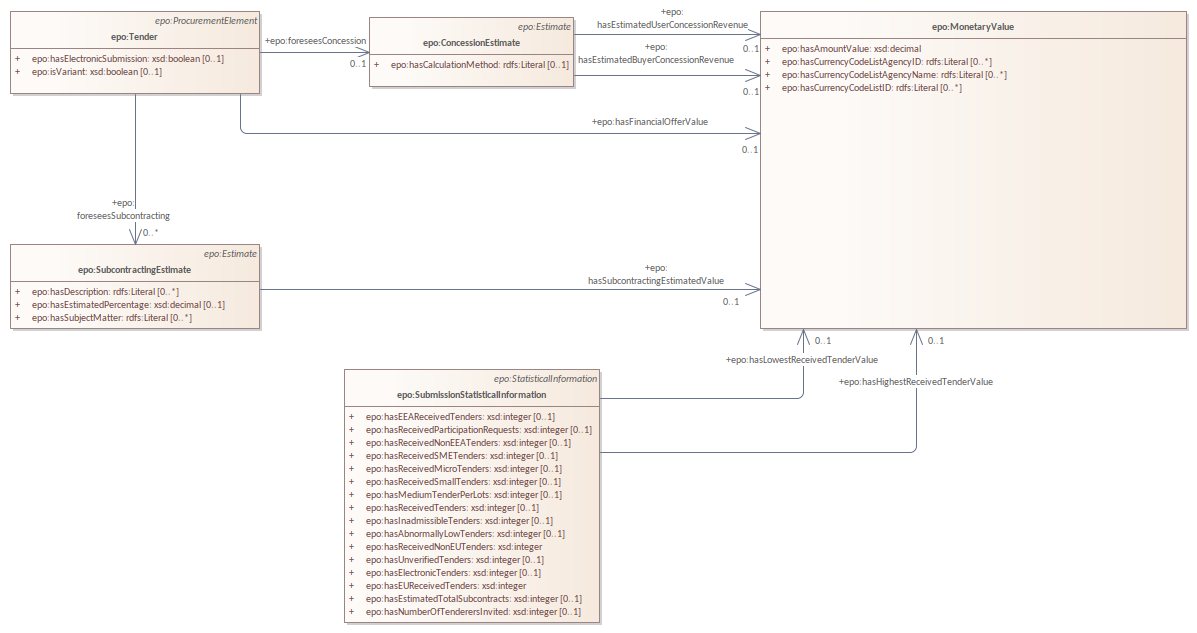 epo:ProcurementElement
epo:Tender
+ epo:hasElectronicSubmission: xsd:boolean [0..1]
+ epo:isVariant: xsd:boolean [0..1]
+epo:foreseesConcession
0..1
epo:Estimate
epo:ConcessionEstimate
+ epo:hasCalculationMethod: rdfs:Literal [0..1]
+epo:
hasEstimatedUserConcessionRevenue
0..1
+epo:
hasEstimatedBuyerConcessionRevenue
0..1
epo:MonetaryValue
+ epo:hasAmountValue: xsd:decimal
+ epo:hasCurrencyCodeListAgencyID: rdfs:Literal [0..*]
+ epo:hasCurrencyCodeListAgencyName: rdfs:Literal [0..*]
+ epo:hasCurrencyCodeListID: rdfs:Literal [0..*]
+epo:hasFinancialOfferValue
0..1
+epo:
foreseesSubcontracting
0..*
epo:Estimate
epo:SubcontractingEstimate
+ epo:hasDescription: rdfs:Literal [0..*]
+ epo:hasEstimatedPercentage: xsd:decimal [0..1]
+ epo:hasSubjectMatter: rdfs:Literal [0..*]
+epo:
hasSubcontractingEstimatedValue
0..1
0..1
+epo:hasLowestReceivedTenderValue
0..1
+epo:hasHighestReceivedTenderValue
epo:StatisticalInformation
epo:SubmissionStatisticalInformation
+ epo:hasEEAReceivedTenders: xsd:integer [0..1]
+ epo:hasReceivedParticipationRequests: xsd:integer [0..1]
+ epo:hasReceivedNonEEATenders: xsd:integer [0..1]
+ epo:hasReceivedSMETenders: xsd:integer [0..1]
+ epo:hasReceivedMicroTenders: xsd:integer [0..1]
+ epo:hasReceivedSmallTenders: xsd:integer [0..1]
+ epo:hasMediumTenderPerLots: xsd:integer [0..1]
+ epo:hasReceivedTenders: xsd:integer [0..1]
+ epo:hasInadmissibleTenders: xsd:integer [0..1]
+ epo:hasAbnormallyLowTenders: xsd:integer [0..1]
+ epo:hasReceivedNonEUTenders: xsd:integer
+ epo:hasUnverifiedTenders: xsd:integer [0..1]
+ epo:hasElectronicTenders: xsd:integer [0..1]
+ epo:hasEUReceivedTenders: xsd:integer
+ epo:hasEstimatedTotalSubcontracts: xsd:integer [0..1]
+ epo:hasNumberOfTenderersInvited: xsd:integer [0..1]